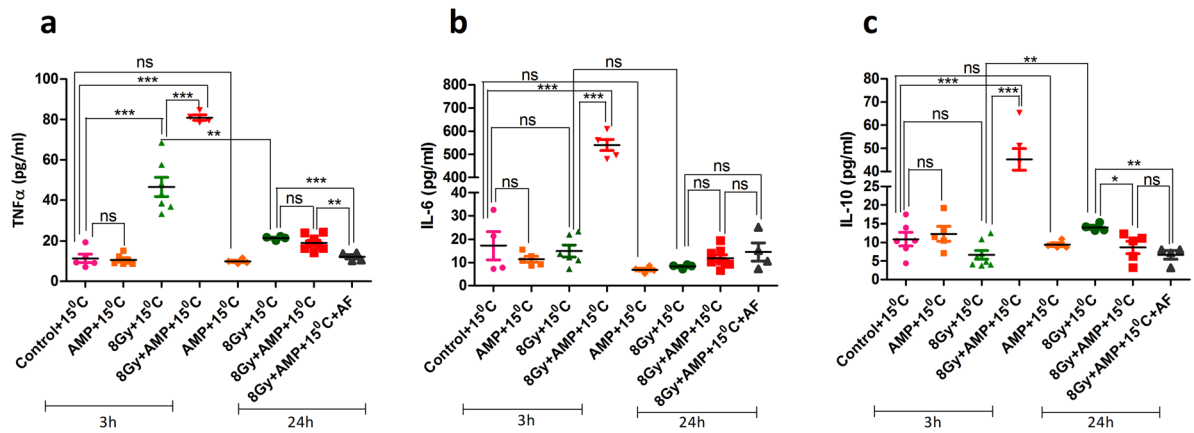 a
TNFα (pg/ml)
100
80
60
40
20
0
ns
***
***
***
**
ns
***
ns
**
Control+15⁰C
AMP+15⁰C
8Gy+15⁰C
8Gy+AMP+15⁰C
AMP+15⁰C
8Gy+15⁰C
8Gy+AMP+15⁰C
8Gy+AMP+15⁰C+AF
3h
24h
b
IL-6 (pg/ml)
800
700
600
500
400
30
20
10
0
ns
ns
***
***
ns
ns
ns
ns
ns
Control+15⁰C
AMP+15⁰C
8Gy+15⁰C
8Gy+AMP+15⁰C
AMP+15⁰C
8Gy+15⁰C
8Gy+AMP+15⁰C
8Gy+AMP+15⁰C+AF
3h
24h
c
IL-10 (pg/ml)
80
70
60
50
40
25
20
15
10
5
0
**
ns
***
***
ns
ns
**
*
ns
Control+15⁰C
AMP+15⁰C
8Gy+15⁰C
8Gy+AMP+15⁰C
AMP+15⁰C
8Gy+15⁰C
8Gy+AMP+15⁰C
8Gy+AMP+15⁰C+AF
3h
24h